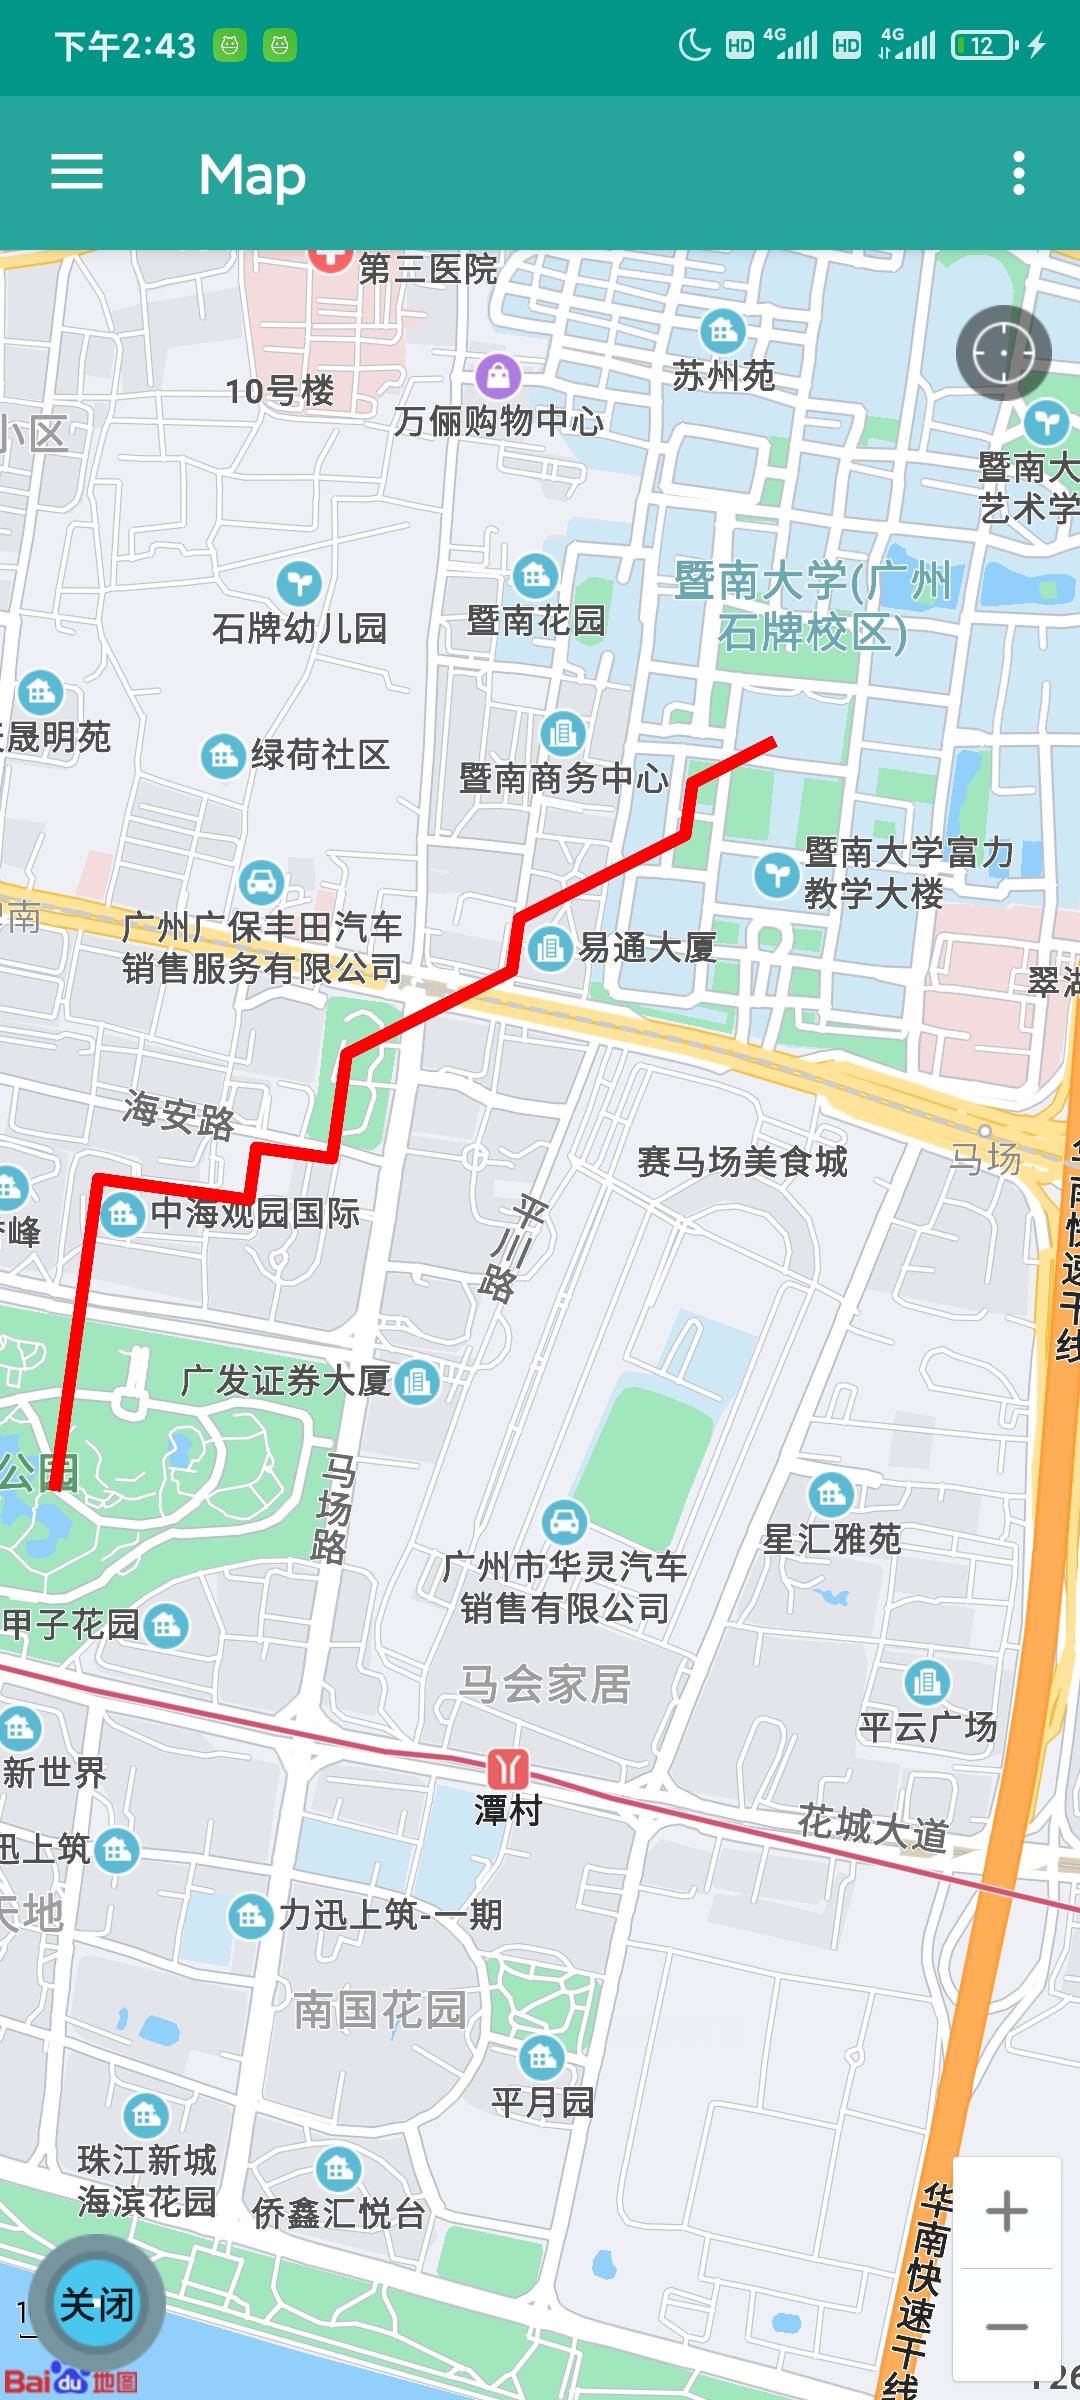 下午2:43
HD
4G
HD
4G
12
Map
第三医院
苏州苑
10号楼
万俪购物中心
小区
暨南大
艺术学
暨南大学(广州
石牌校区)
石牌幼儿园
暨南花园
晟明苑
绿荷社区
暨南商务中心
暨南大学富力
教学大楼
南
广州广保丰田汽车
销售服务有限公司
易通大厦
翠湖
海安路
赛马场美食城
马场
华南快速干线
峰
中海观园国际
平川路
广发证券大厦
公园
马场路
星汇雅苑
广州市华灵汽车
销售有限公司
甲子花园
马会家居
平云广场
新世界
潭村
花城大道
迅上筑
天地
力迅上筑-一期
南国花园
平月园
珠江新城
海滨花园
侨鑫汇悦台
华南快速干线
关闭
Bai du 地图